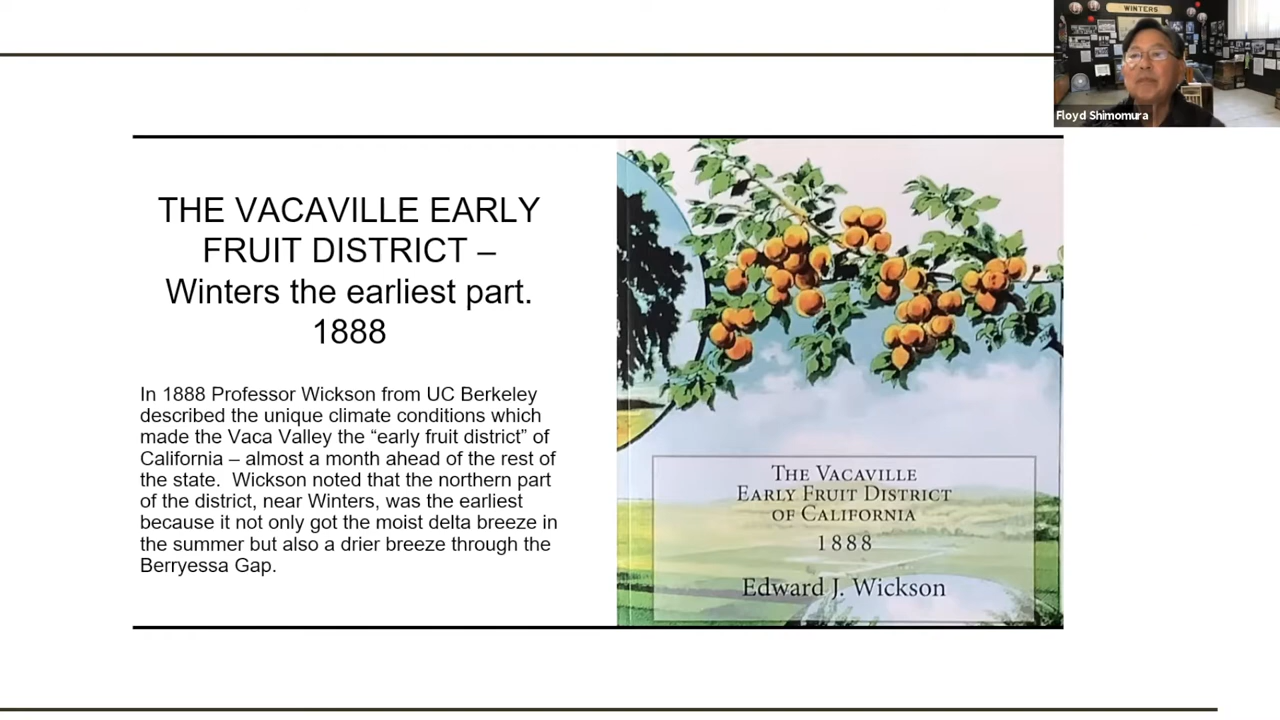 WINTERS
Floyd Shimomura
THE VACAVILLE EARLY
FRUIT DISTRICT –
Winters the earliest part.
1888
In 1888 Professor Wickson from UC Berkeley
described the unique climate conditions which
made the Vaca Valley the “early fruit district” of
California – almost a month ahead of the rest of
the state.  Wickson noted that the northern part
of the district, near Winters, was the earliest
because it not only got the moist delta breeze in
the summer but also a drier breeze through the
Berryessa Gap.
THE VACAVILLE
EARLY FRUIT DISTRICT
OF CALIFORNIA
1888
Edward J. Wickson